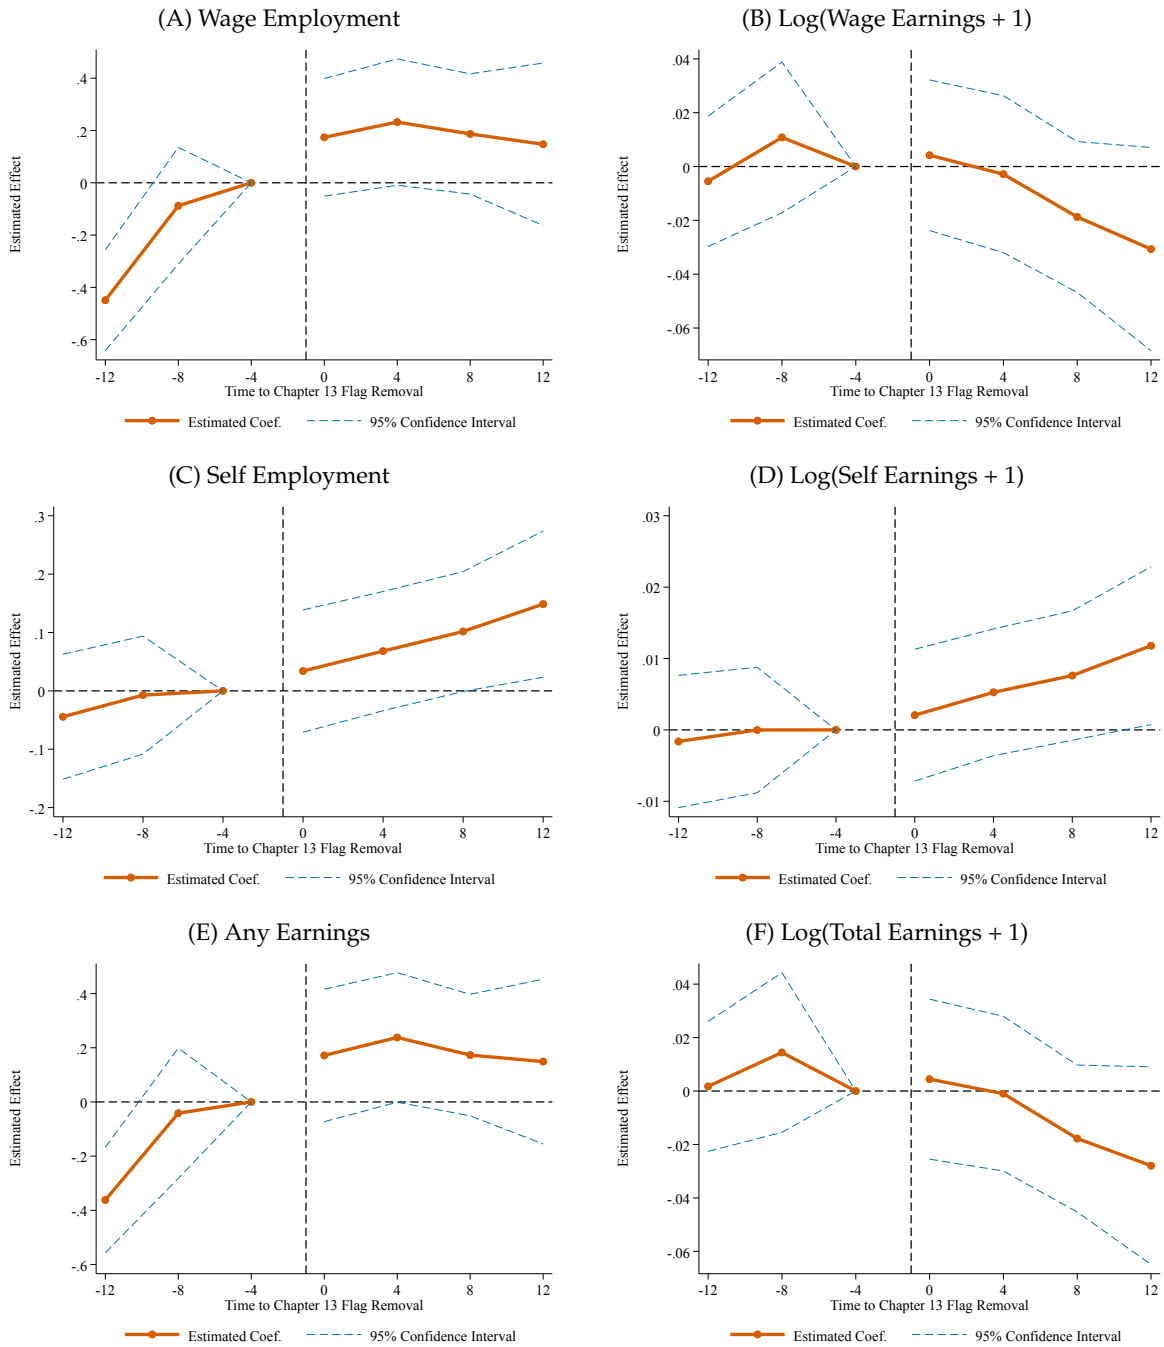 (A) Wage Employment
.4
.2
0
-.2
-.4
-.6
Estimated Effect
-12 -8 -4 0 4 8 12
Time to Chapter 13 Flag Removal
Estimated Coef. 95% Confidence Interval
(B) Log(Wage Earnings + 1)
.04
.02
0
-.02
-.04
-.06
Estimated Effect
-12 -8 -4 0 4 8 12
Time to Chapter 13 Flag Removal
Estimated Coef. 95% Confidence Interval
(C) Self Employment
.3
.2
.1
0
-.1
-.2
Estimated Effect
-12 -8 -4 0 4 8 12
Time to Chapter 13 Flag Removal
Estimated Coef. 95% Confidence Interval
(D) Log(Self Earnings + 1)
.03
.02
.01
0
-.01
Estimated Effect
-12 -8 -4 0 4 8 12
Time to Chapter 13 Flag Removal
Estimated Coef. 95% Confidence Interval
(E) Any Earnings
.4
.2
0
-.2
-.4
-.6
Estimated Effect
-12 -8 -4 0 4 8 12
Time to Chapter 13 Flag Removal
Estimated Coef. 95% Confidence Interval
(F) Log(Total Earnings + 1)
.04
.02
0
-.02
-.04
-.06
Estimated Effect
-12 -8 -4 0 4 8 12
Time to Chapter 13 Flag Removal
Estimated Coef. 95% Confidence Interval